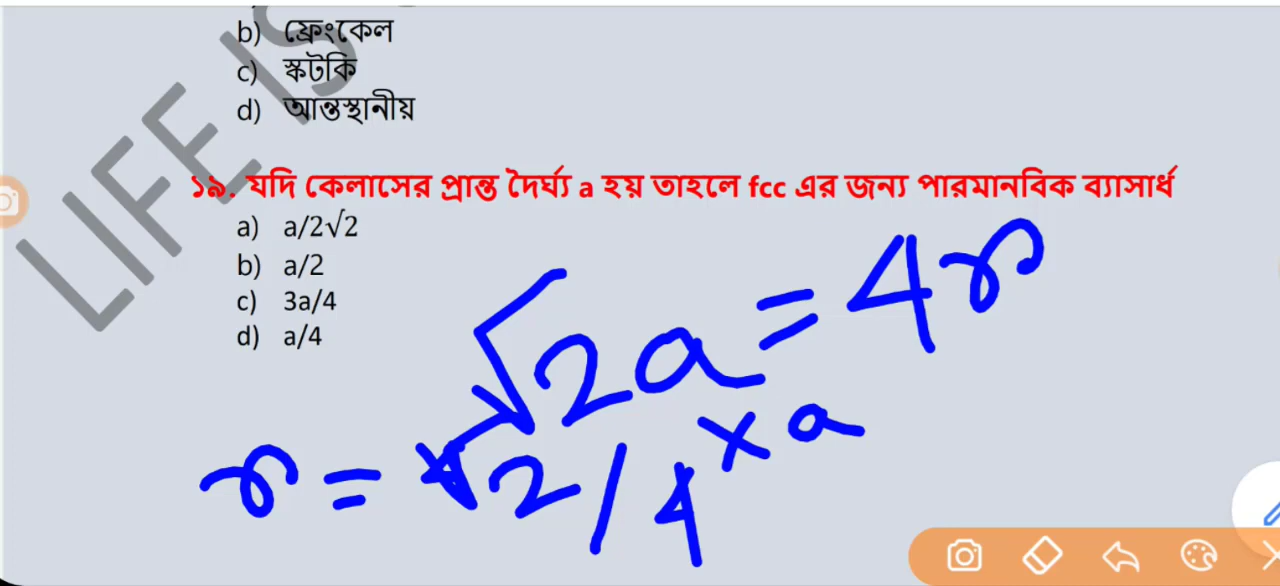 b) ফ্রেংকেল
c) স্কটকি
d) আন্তস্থানীয়
LIFE IS
১৯. যদি কেলাসের প্রান্ত দৈর্ঘ্য a হয় তাহলে fcc এর জন্য পারমানবিক ব্যাসার্ধ
a) a/2√2
b) a/2
c) 3a/4
d) a/4
√2a = 4r
r = √2/4 × a